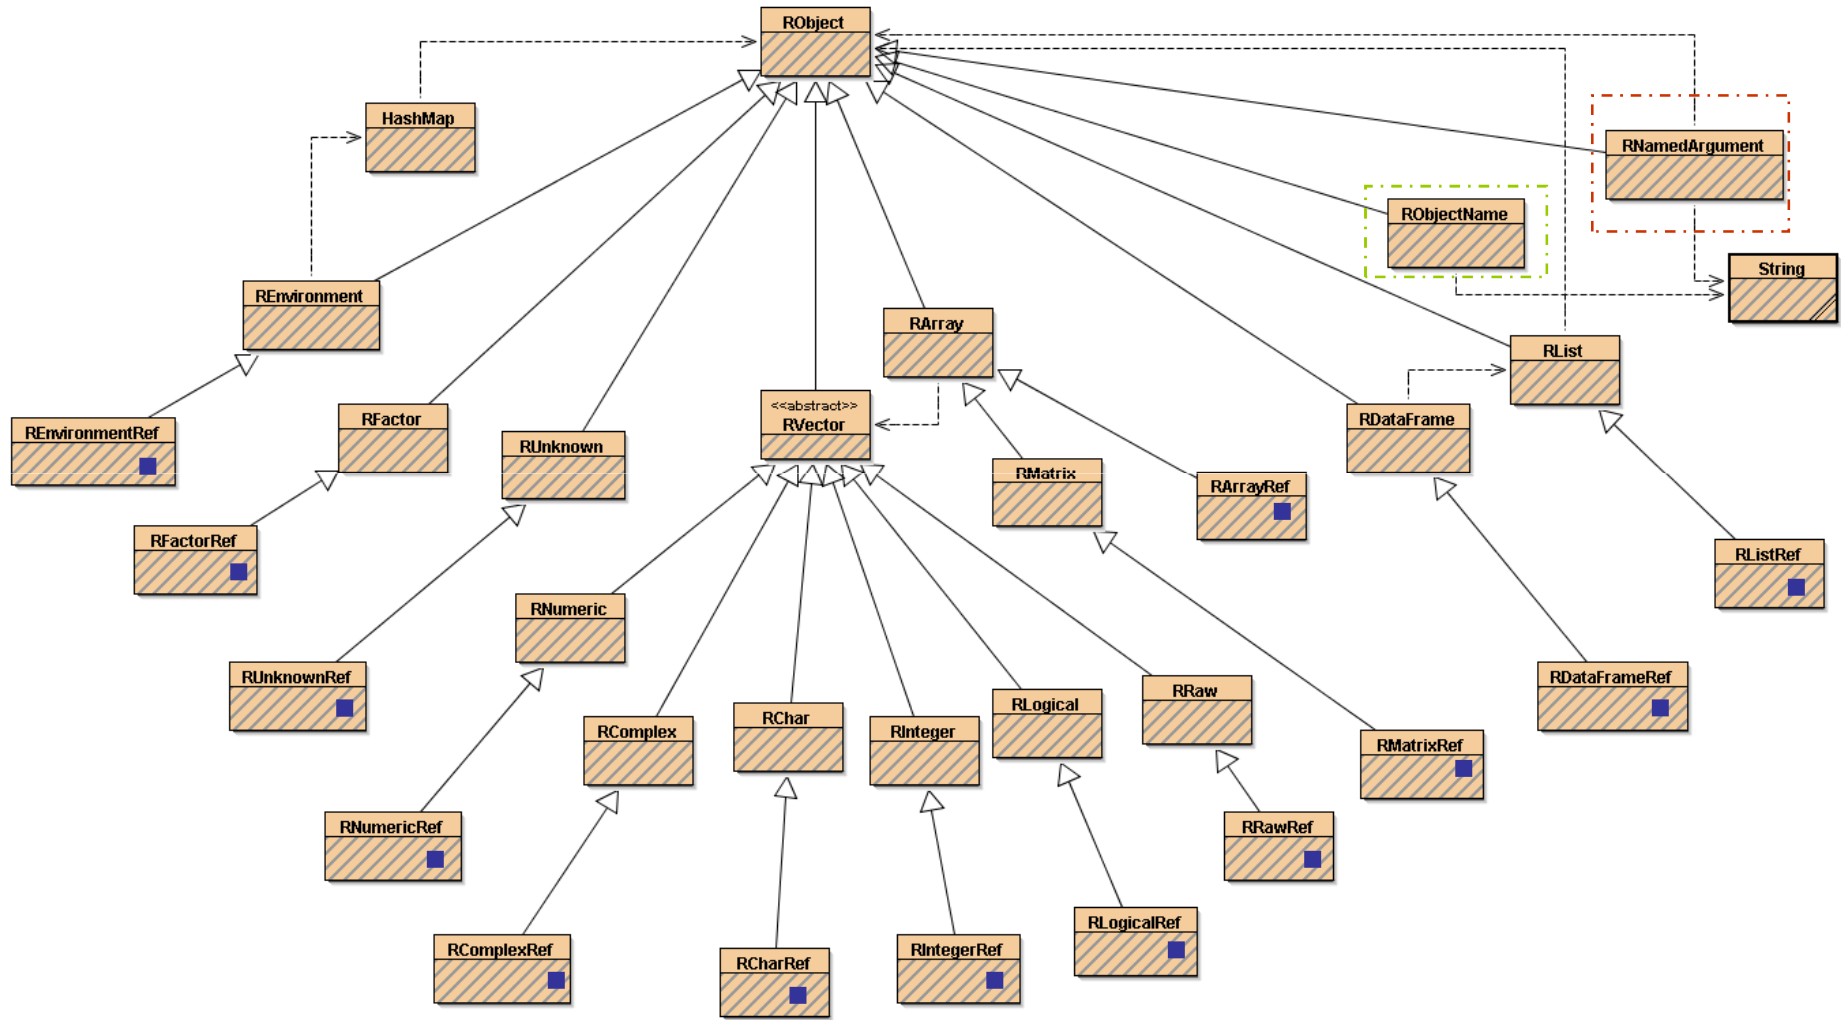 RObject
HashMap
RNamedArgument
RObjectName
String
REnvironment
RArray
RList
<<abstract>>
RVector
RDataFrame
RFactor
REnvironmentRef
RUnknown
RMatrix
RArrayRef
RFactorRef
RListRef
RNumeric
RUnknownRef
RDataFrameRef
RRaw
RLogical
RChar
RComplex
RInteger
RMatrixRef
RNumericRef
RRawRef
RLogicalRef
RComplexRef
RIntegerRef
RCharRef